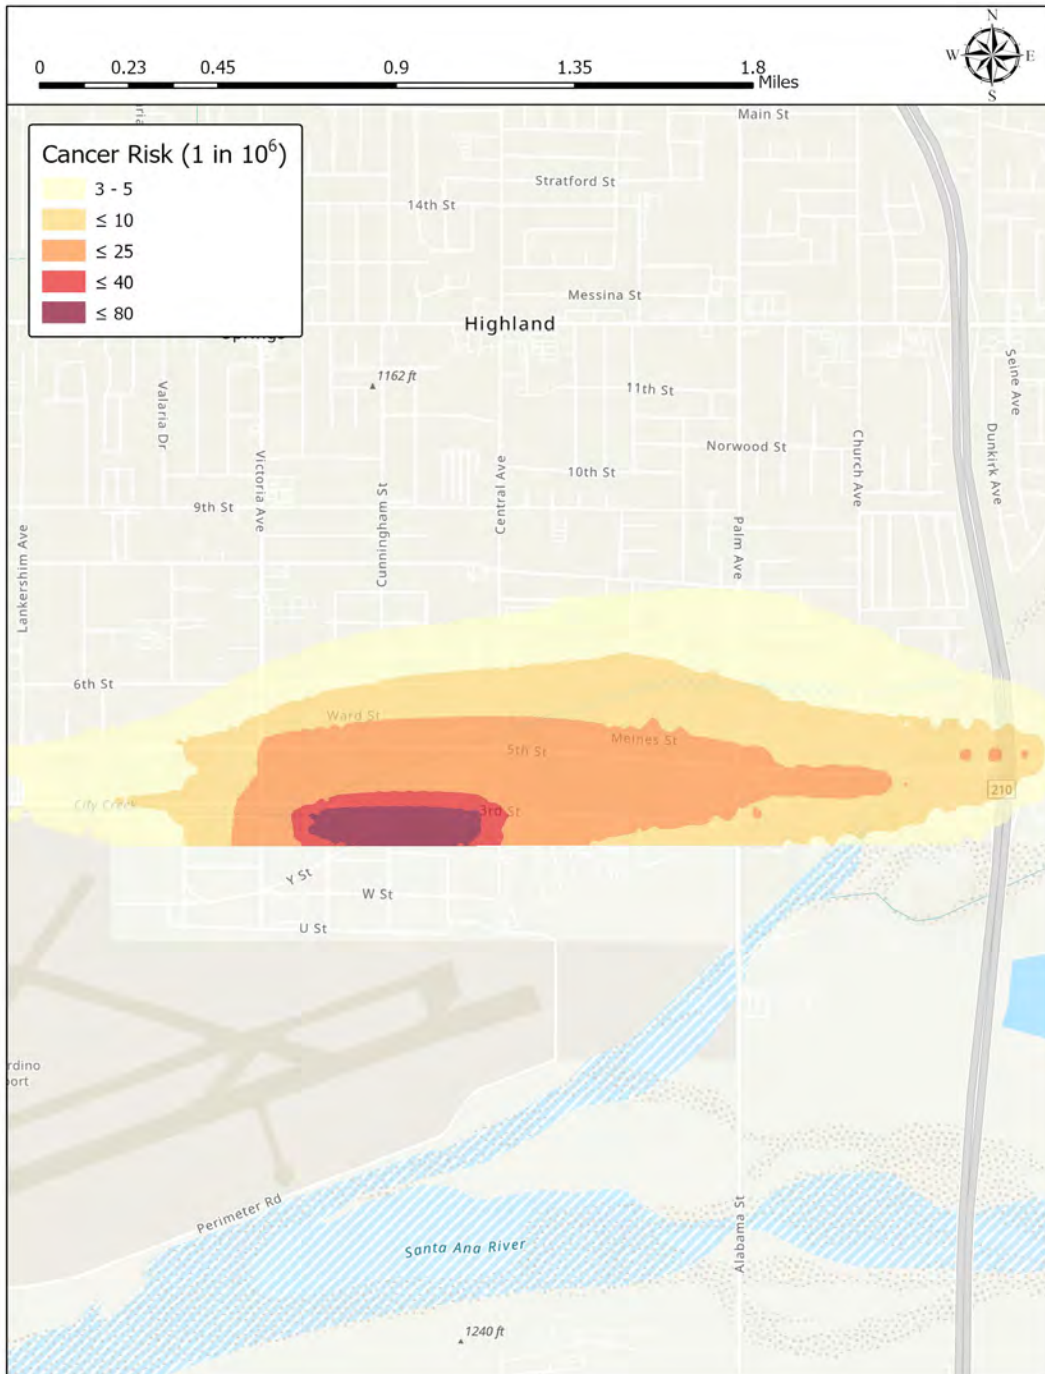 N
W
E
S
0
0.23
0.45
0.9
1.35
1.8
Miles
Main St
Cancer Risk (1 in 10⁶)
3 - 5
≤ 10
≤ 25
≤ 40
≤ 80
Stratford St
14th St
Messina St
Highland
1162 ft
11th St
Seine Ave
Valaria Dr
Norwood St
Church Ave
Dunkirk Ave
10th St
Victoria Ave
Cunningham St
Central Ave
9th St
Palm Ave
Lankershim Ave
6th St
Ward St
Meines St
5th St
210
City Creek
3rd St
Y St
W St
U St
Perimeter Rd
Alabama St
Santa Ana River
1240 ft